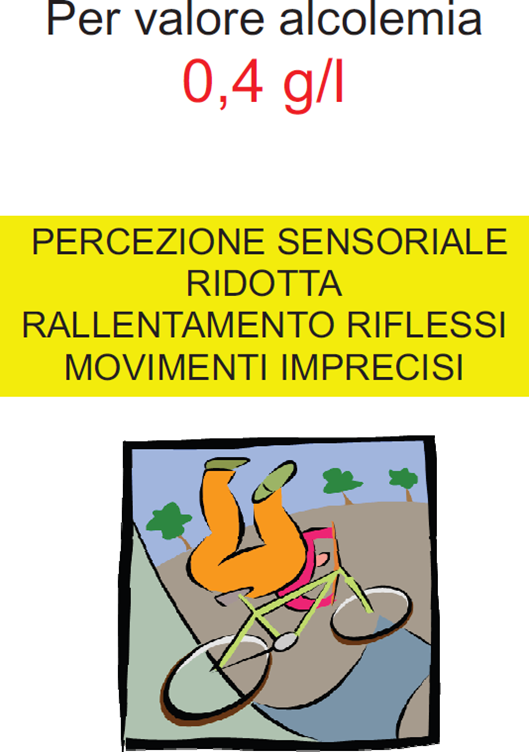 Per valore alcolemia
0,4 g/l
PERCEZIONE SENSORIALE
RIDOTTA
RALLENTAMENTO RIFLESSI
MOVIMENTI IMPRECISI